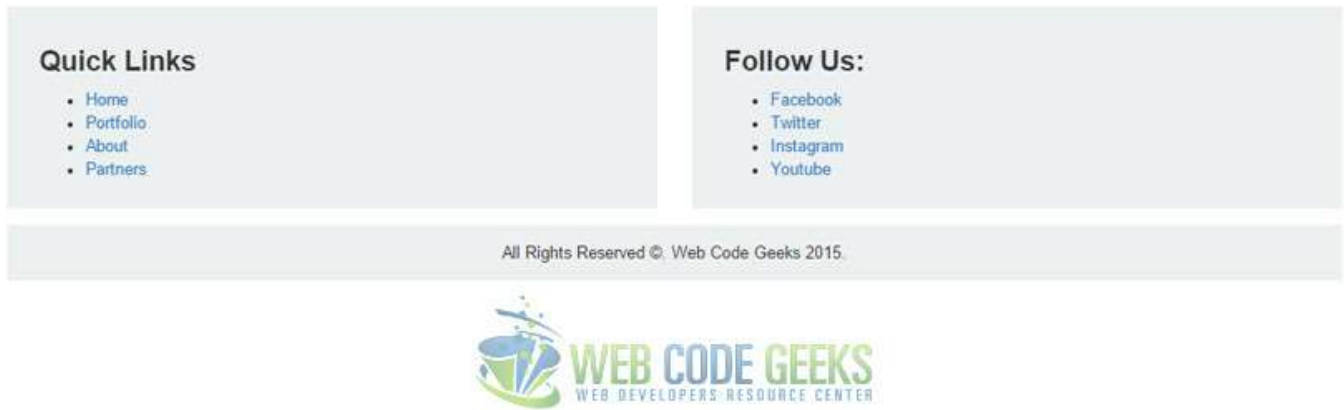 Quick Links
Home
Portfolio
About
Partners
Follow Us:
Facebook
Twitter
Instagram
Youtube
All Rights Reserved ©. Web Code Geeks 2015.
WEB CODE GEEKS
WEB DEVELOPERS RESOURCE CENTER